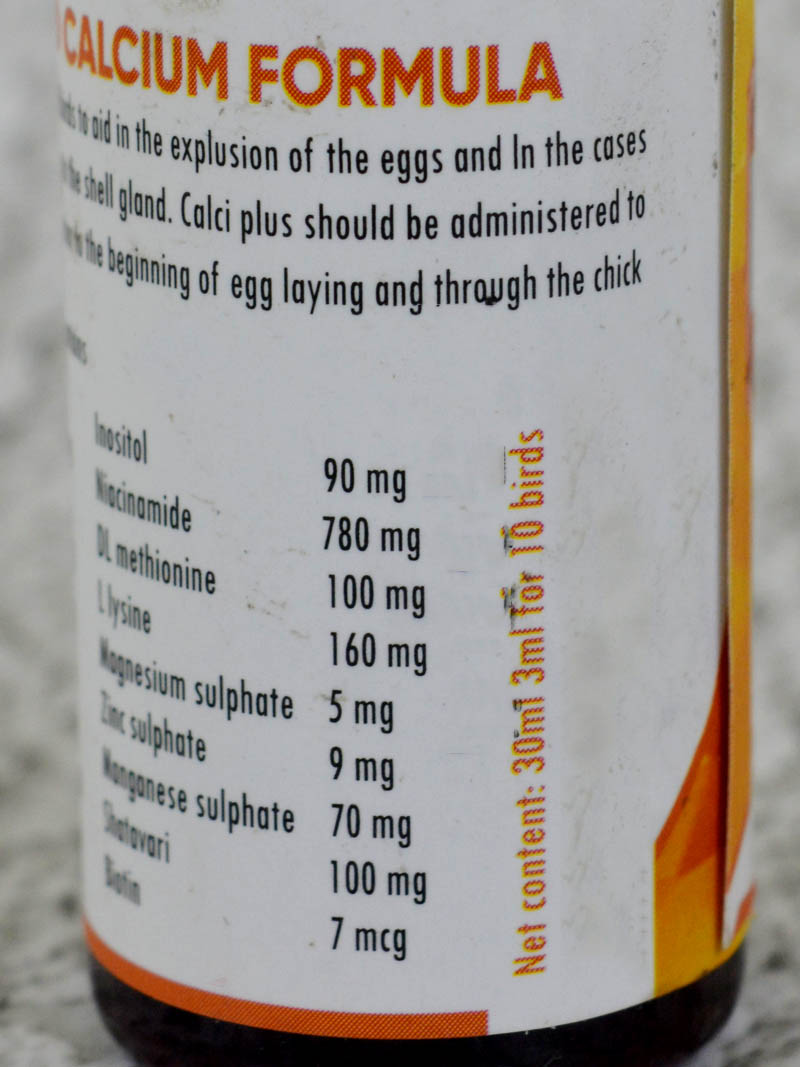 CALCIUM FORMULA
to aid in the explusion of the eggs and In the cases
the shell gland. Calci plus should be administered to
to the beginning of egg laying and through the chick
Inositol 90 mg
Niacinamide 780 mg
DL methionine 100 mg
L lysine 160 mg
Magnesium sulphate 5 mg
Zinc sulphate 9 mg
Manganese sulphate 70 mg
Shatavari 100 mg
Biotin 7 mcg
Net content: 30ml 3ml for 10 birds